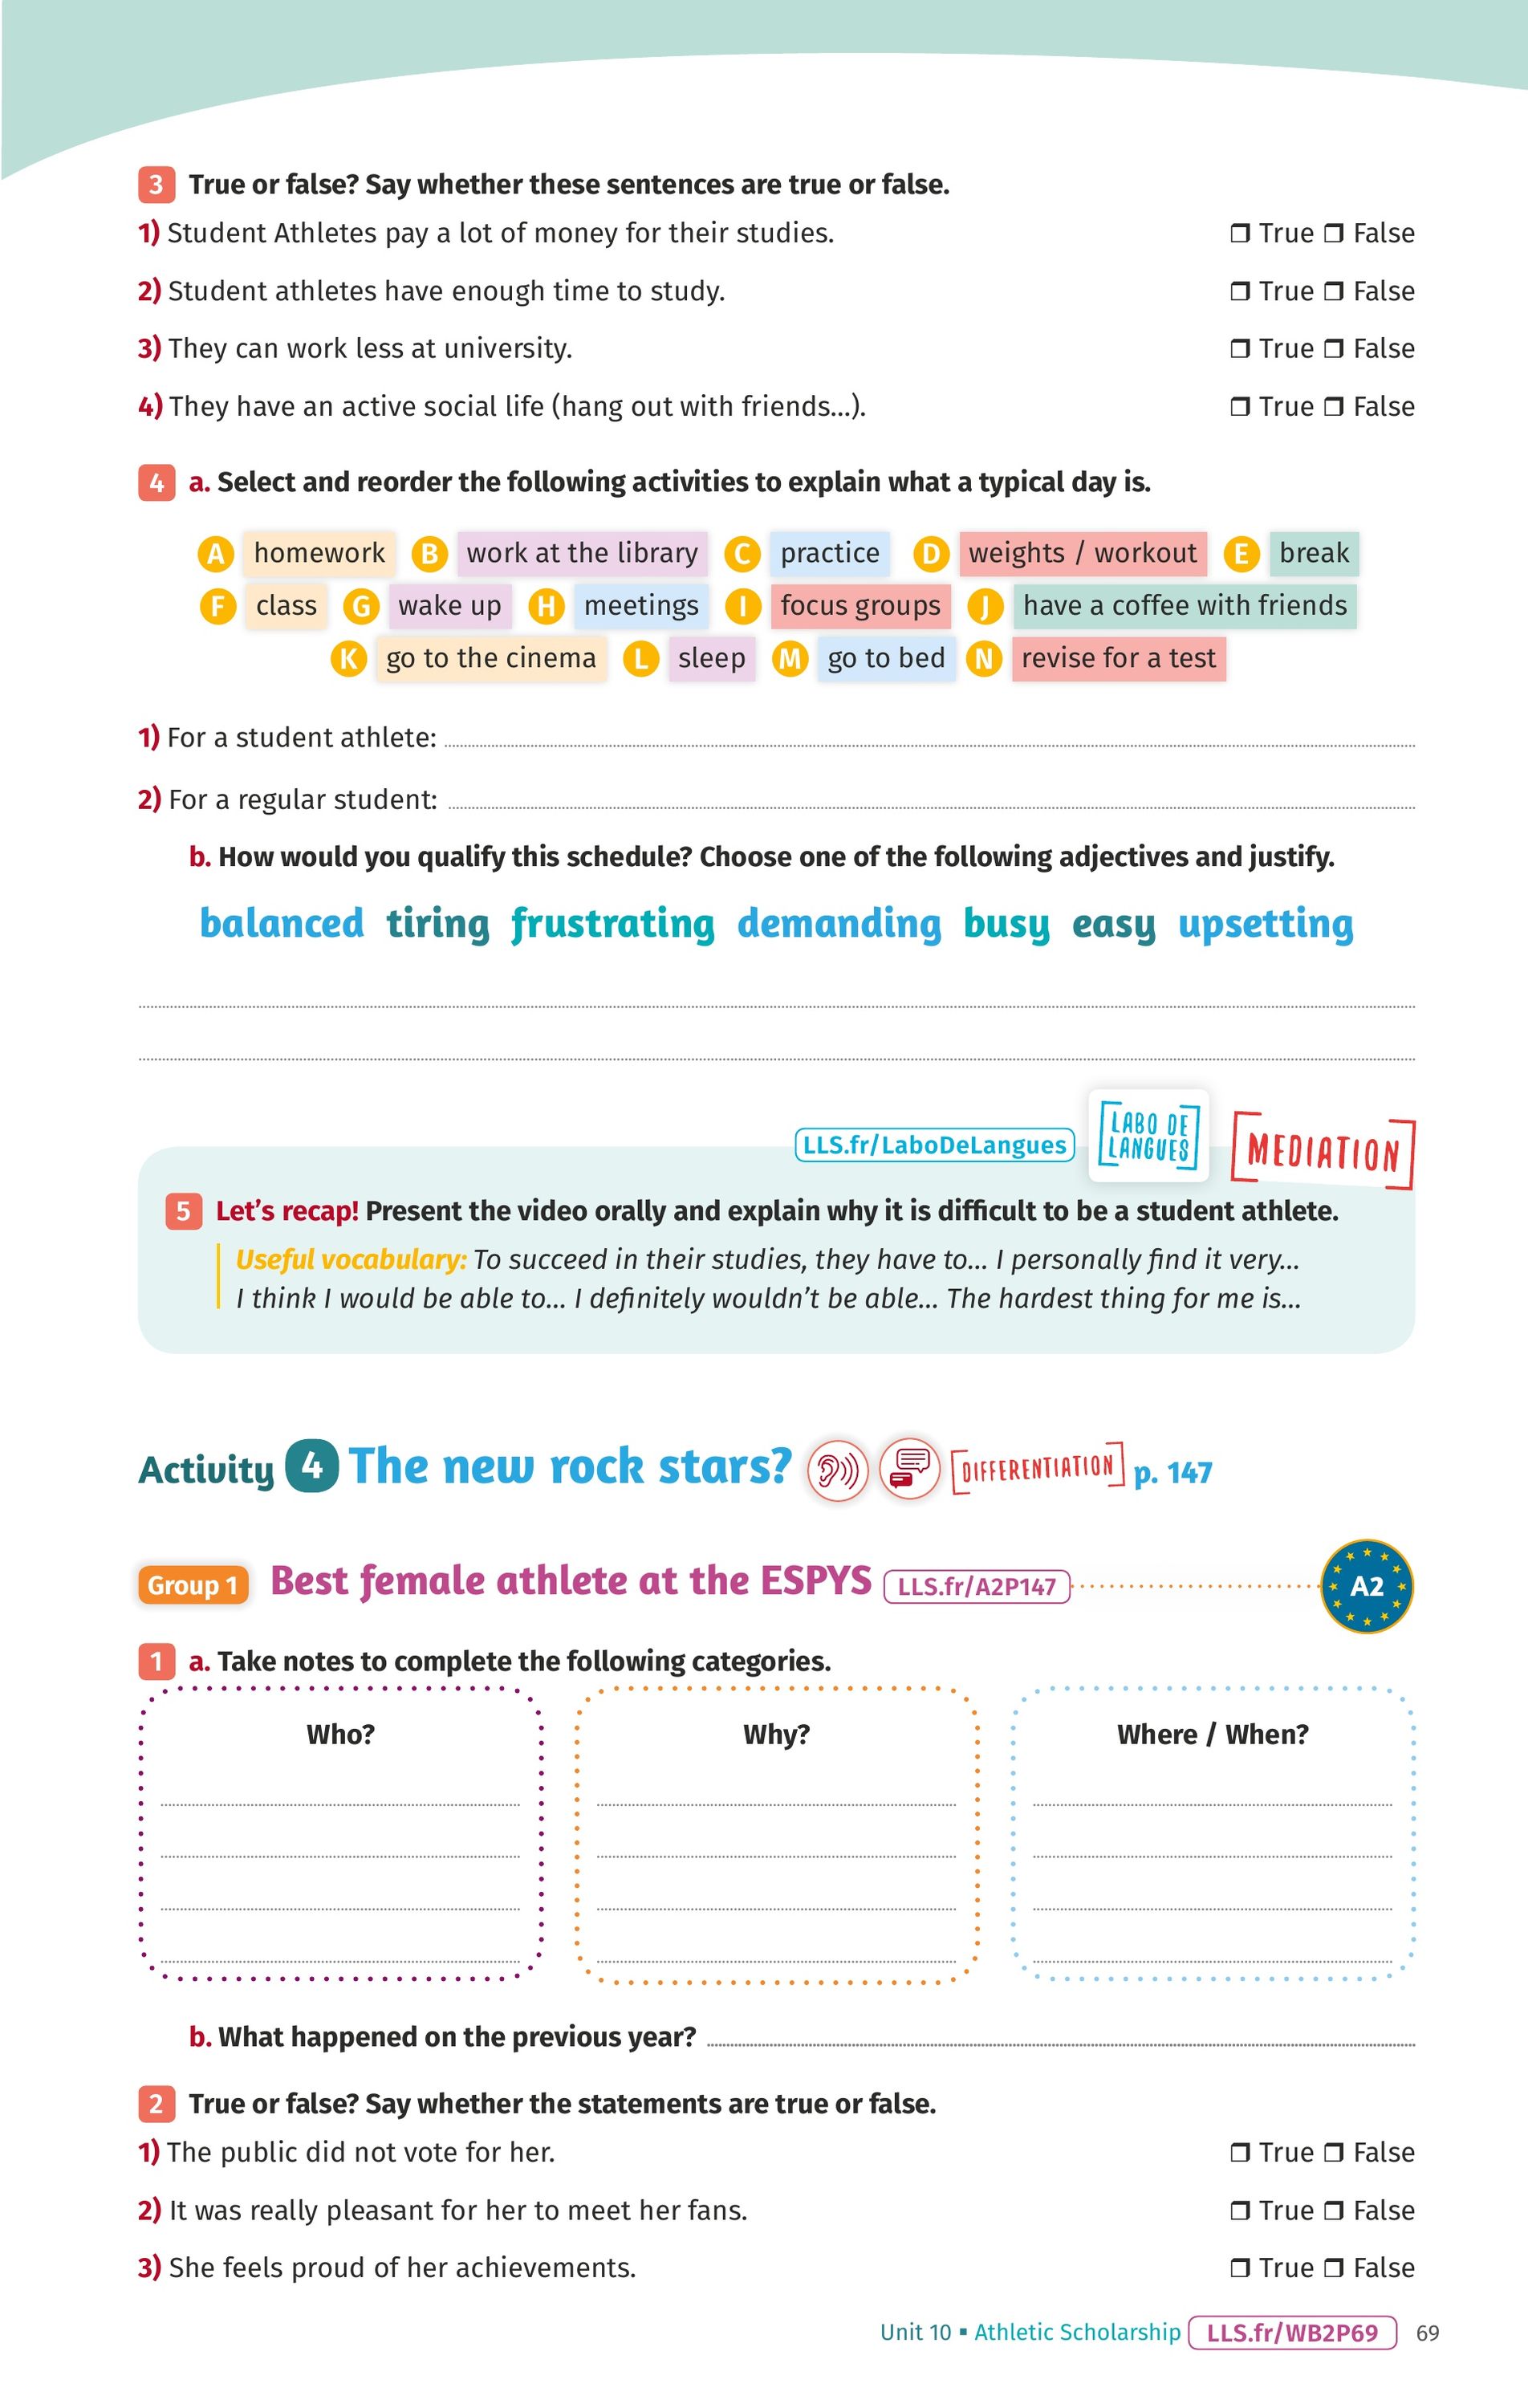 3 True or false? Say whether these sentences are true or false.
1) Student Athletes pay a lot of money for their studies. ❒ True ❒ False
2) Student athletes have enough time to study. ❒ True ❒ False
3) They can work less at university. ❒ True ❒ False
4) They have an active social life (hang out with friends...). ❒ True ❒ False
4 a. Select and reorder the following activities to explain what a typical day is.
A homework B work at the library C practice D weights / workout E break
F class G wake up H meetings I focus groups J have a coffee with friends
K go to the cinema L sleep M go to bed N revise for a test
1) For a student athlete:
2) For a regular student:
b. How would you qualify this schedule? Choose one of the following adjectives and justify.
balanced tiring frustrating demanding busy easy upsetting
LLS.fr/LaboDeLangues
LABO DE
LANGUES
MEDIATION
5 Let's recap! Present the video orally and explain why it is difficult to be a student athlete.
Useful vocabulary: To succeed in their studies, they have to... I personally find it very...
I think I would be able to... I definitely wouldn't be able... The hardest thing for me is...
Activity 4 The new rock stars? DIFFERENTIATION p. 147
Group 1 Best female athlete at the ESPYS LLS.fr/A2P147 A2
1 a. Take notes to complete the following categories.
Who? Why? Where / When?
b. What happened on the previous year?
2 True or false? Say whether the statements are true or false.
1) The public did not vote for her. ❒ True ❒ False
2) It was really pleasant for her to meet her fans. ❒ True ❒ False
3) She feels proud of her achievements. ❒ True ❒ False
Unit 10 ▪ Athletic Scholarship LLS.fr/WB2P69 69